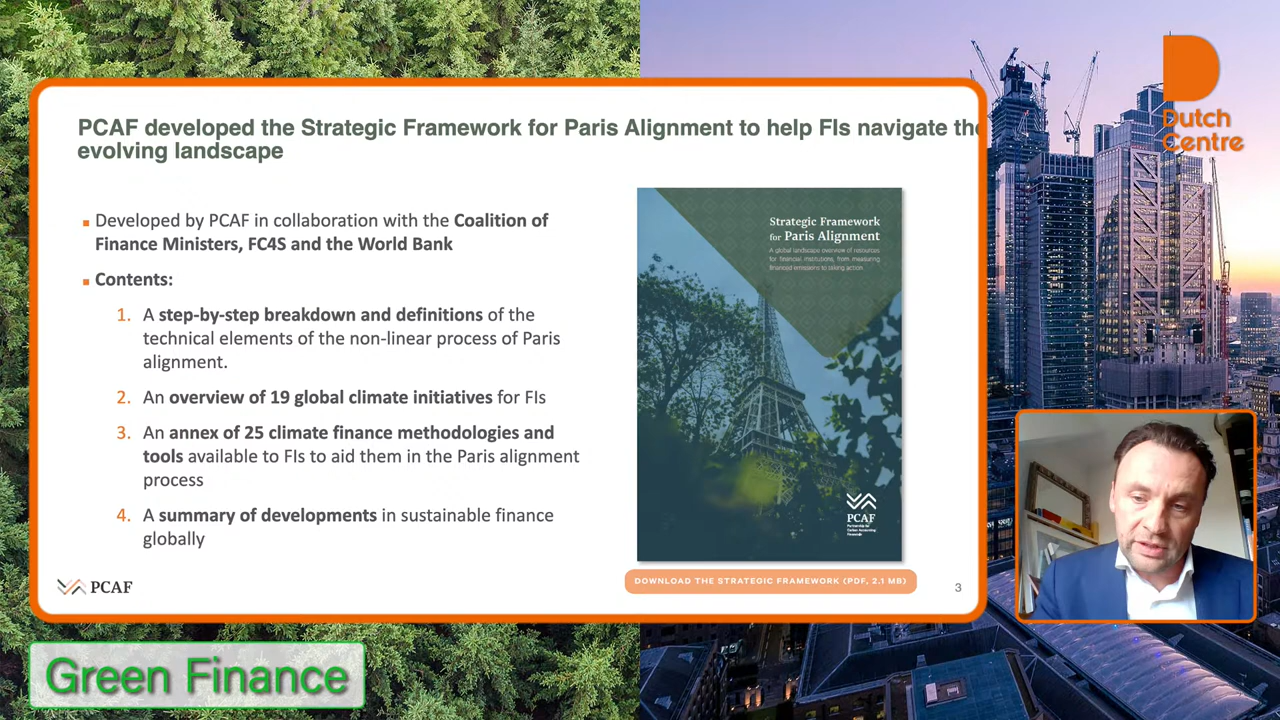 PCAF developed the Strategic Framework for Paris Alignment to help FIs navigate the
evolving landscape
Developed by PCAF in collaboration with the Coalition of
Finance Ministers, FC4S and the World Bank
Contents:
1. A step-by-step breakdown and definitions of the
technical elements of the non-linear process of Paris
alignment.
2. An overview of 19 global climate initiatives for FIs
3. An annex of 25 climate finance methodologies and
tools available to FIs to aid them in the Paris alignment
process
4. A summary of developments in sustainable finance
globally
PCAF
Strategic Framework
for Paris Alignment
A global landscape overview of resources
for financial institutions, from measuring
financed emissions to taking action.
PCAF
Partnership for
Carbon Accounting
Financials
DOWNLOAD THE STRATEGIC FRAMEWORK (PDF, 2.1 MB)
3
Dutch
Centre
Green Finance